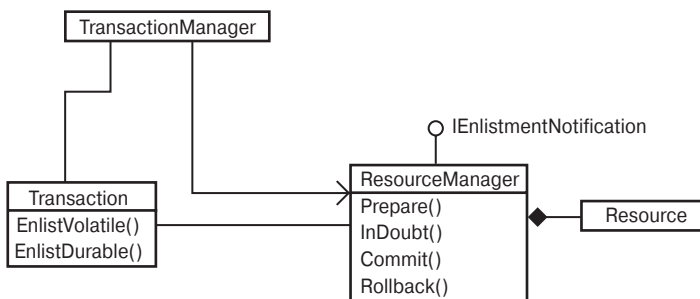 TransactionManager
IEnlistmentNotification
Transaction
EnlistVolatile()
EnlistDurable()
ResourceManager
Prepare()
InDoubt()
Commit()
Rollback()
Resource